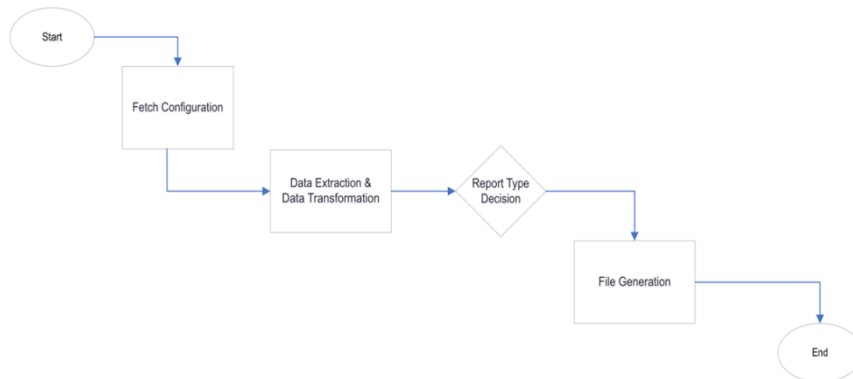 Start
Fetch Configuration
Data Extraction &
Data Transformation
Report Type
Decision
File Generation
End